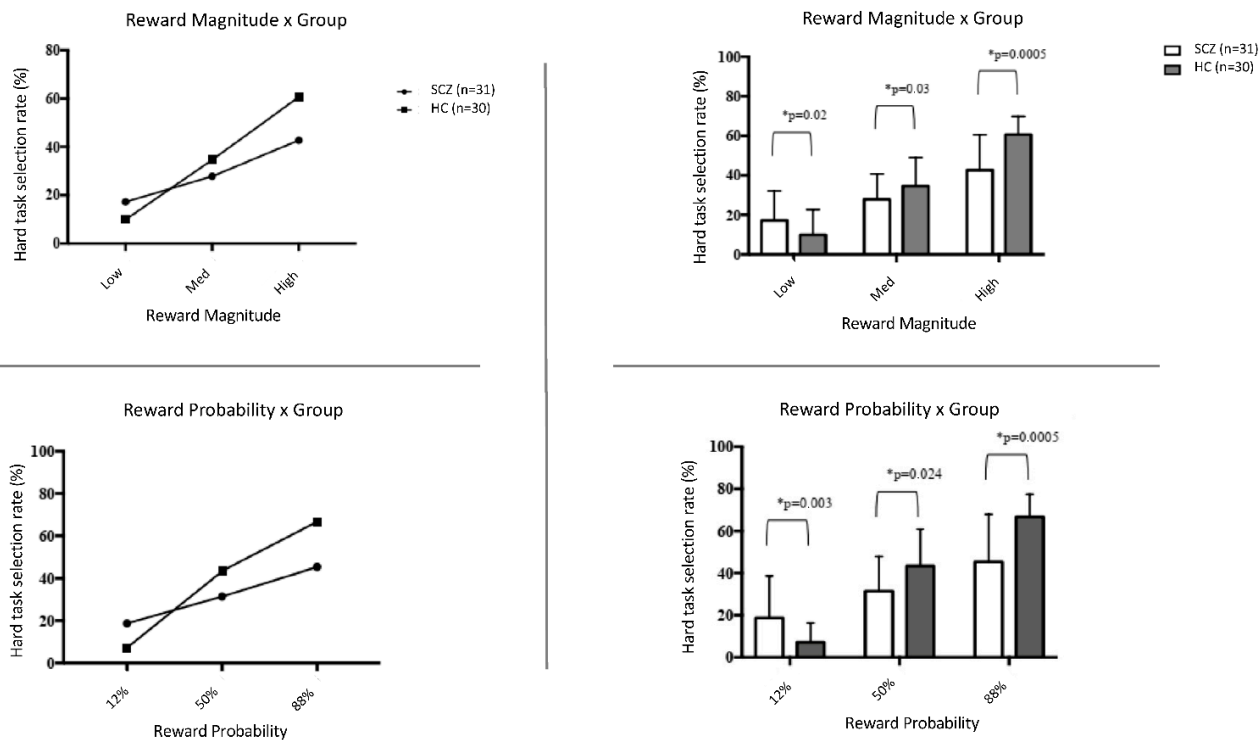 Reward Magnitude x Group
Hard task selection rate (%)
80
60
40
20
0
Low
Med
High
Reward Magnitude
SCZ (n=31)
HC (n=30)
Reward Magnitude x Group
Hard task selection rate (%)
100
80
60
40
20
0
*p=0.02
*p=0.03
*p=0.0005
Low
Med
High
Reward Magnitude
SCZ (n=31)
HC (n=30)
Reward Probability x Group
Hard task selection rate (%)
100
80
60
40
20
0
12%
50%
88%
Reward Probability
Reward Probability x Group
Hard task selection rate (%)
100
80
60
40
20
0
*p=0.003
*p=0.024
*p=0.0005
12%
50%
88%
Reward Probability